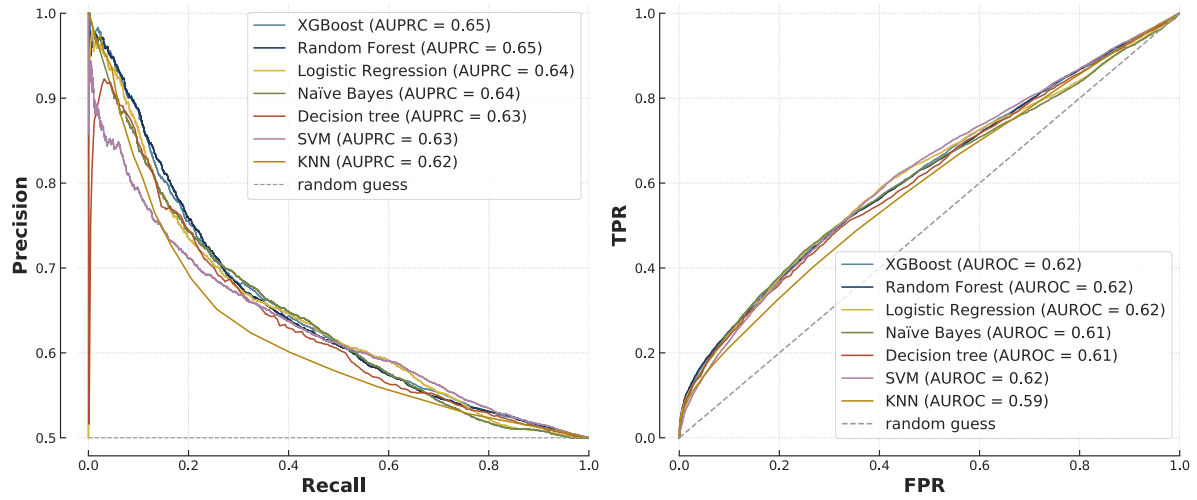 1.0
0.9
0.8
0.7
0.6
0.5
Precision
0.0
0.2
0.4
0.6
0.8
1.0
Recall
XGBoost (AUPRC = 0.65)
Random Forest (AUPRC = 0.65)
Logistic Regression (AUPRC = 0.64)
Naïve Bayes (AUPRC = 0.64)
Decision tree (AUPRC = 0.63)
SVM (AUPRC = 0.63)
KNN (AUPRC = 0.62)
random guess
1.0
0.8
0.6
0.4
0.2
0.0
TPR
0.0
0.2
0.4
0.6
0.8
1.0
FPR
XGBoost (AUROC = 0.62)
Random Forest (AUROC = 0.62)
Logistic Regression (AUROC = 0.62)
Naïve Bayes (AUROC = 0.61)
Decision tree (AUROC = 0.61)
SVM (AUROC = 0.62)
KNN (AUROC = 0.59)
random guess